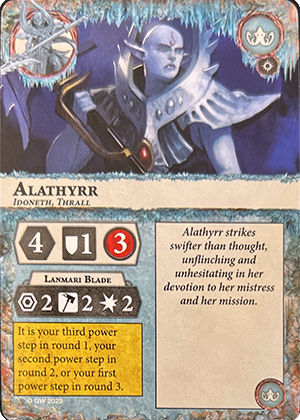 ALATHYRR
IDONETH, THRALL
4 1 3
LANMARI BLADE
2 2 2
It is your third power
step in round 1, your
second power step in
round 2, or your first
power step in round 3.
© GW 2023
Alathyrr strikes
swifter than thought,
unflinching and
unhesitating in her
devotion to her mistress
and her mission.